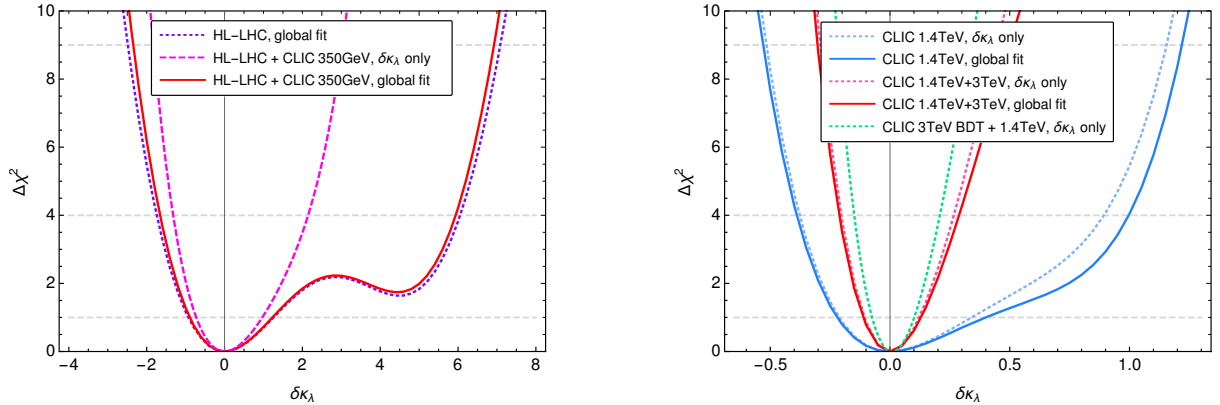 10
8
6
4
2
0
Δχ²
−4
−2
0
2
4
6
8
δκλ
HL−LHC, global fit
HL−LHC + CLIC 350GeV, δκλ only
HL−LHC + CLIC 350GeV, global fit
10
8
6
4
2
0
Δχ²
−0.5
0.0
0.5
1.0
δκλ
CLIC 1.4TeV, δκλ only
CLIC 1.4TeV, global fit
CLIC 1.4TeV+3TeV, δκλ only
CLIC 1.4TeV+3TeV, global fit
CLIC 3TeV BDT + 1.4TeV, δκλ only